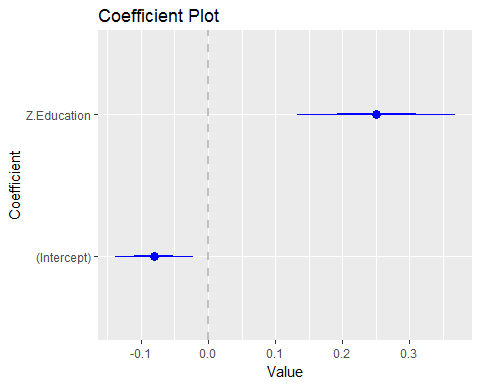 Coefficient Plot
Z.Education
(Intercept)
Coefficient
-0.1 0.0 0.1 0.2 0.3
Value